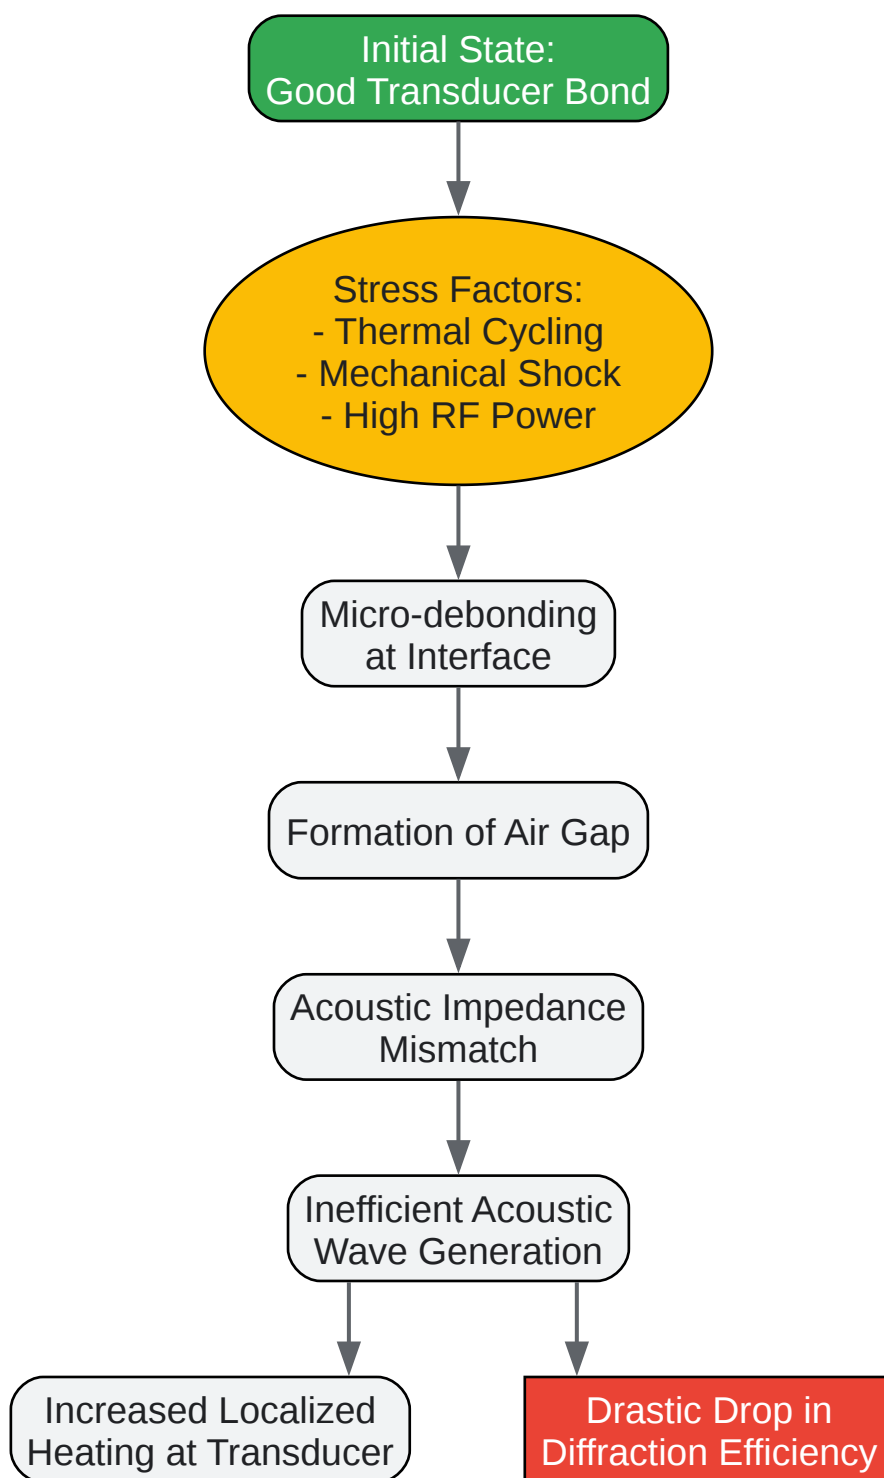 Initial State:
Good Transducer Bond
Stress Factors:
- Thermal Cycling
- Mechanical Shock
- High RF Power
Micro-debonding
at Interface
Formation of Air Gap
Acoustic Impedance
Mismatch
Inefficient Acoustic
Wave Generation
Increased Localized
Heating at Transducer
Drastic Drop in
Diffraction Efficiency